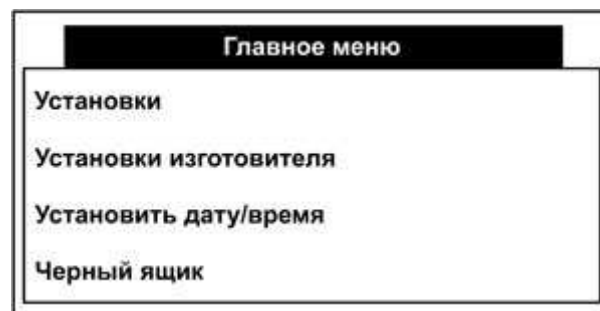 Главное меню
Установки
Установки изготовителя
Установить дату/время
Черный ящик